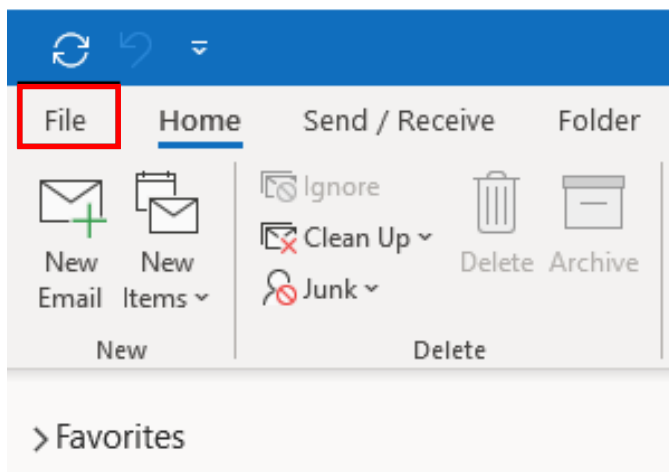 File Home Send / Receive Folder
Ignore
Clean Up
Junk
New Email
New Items
Delete Archive
New Delete
Favorites